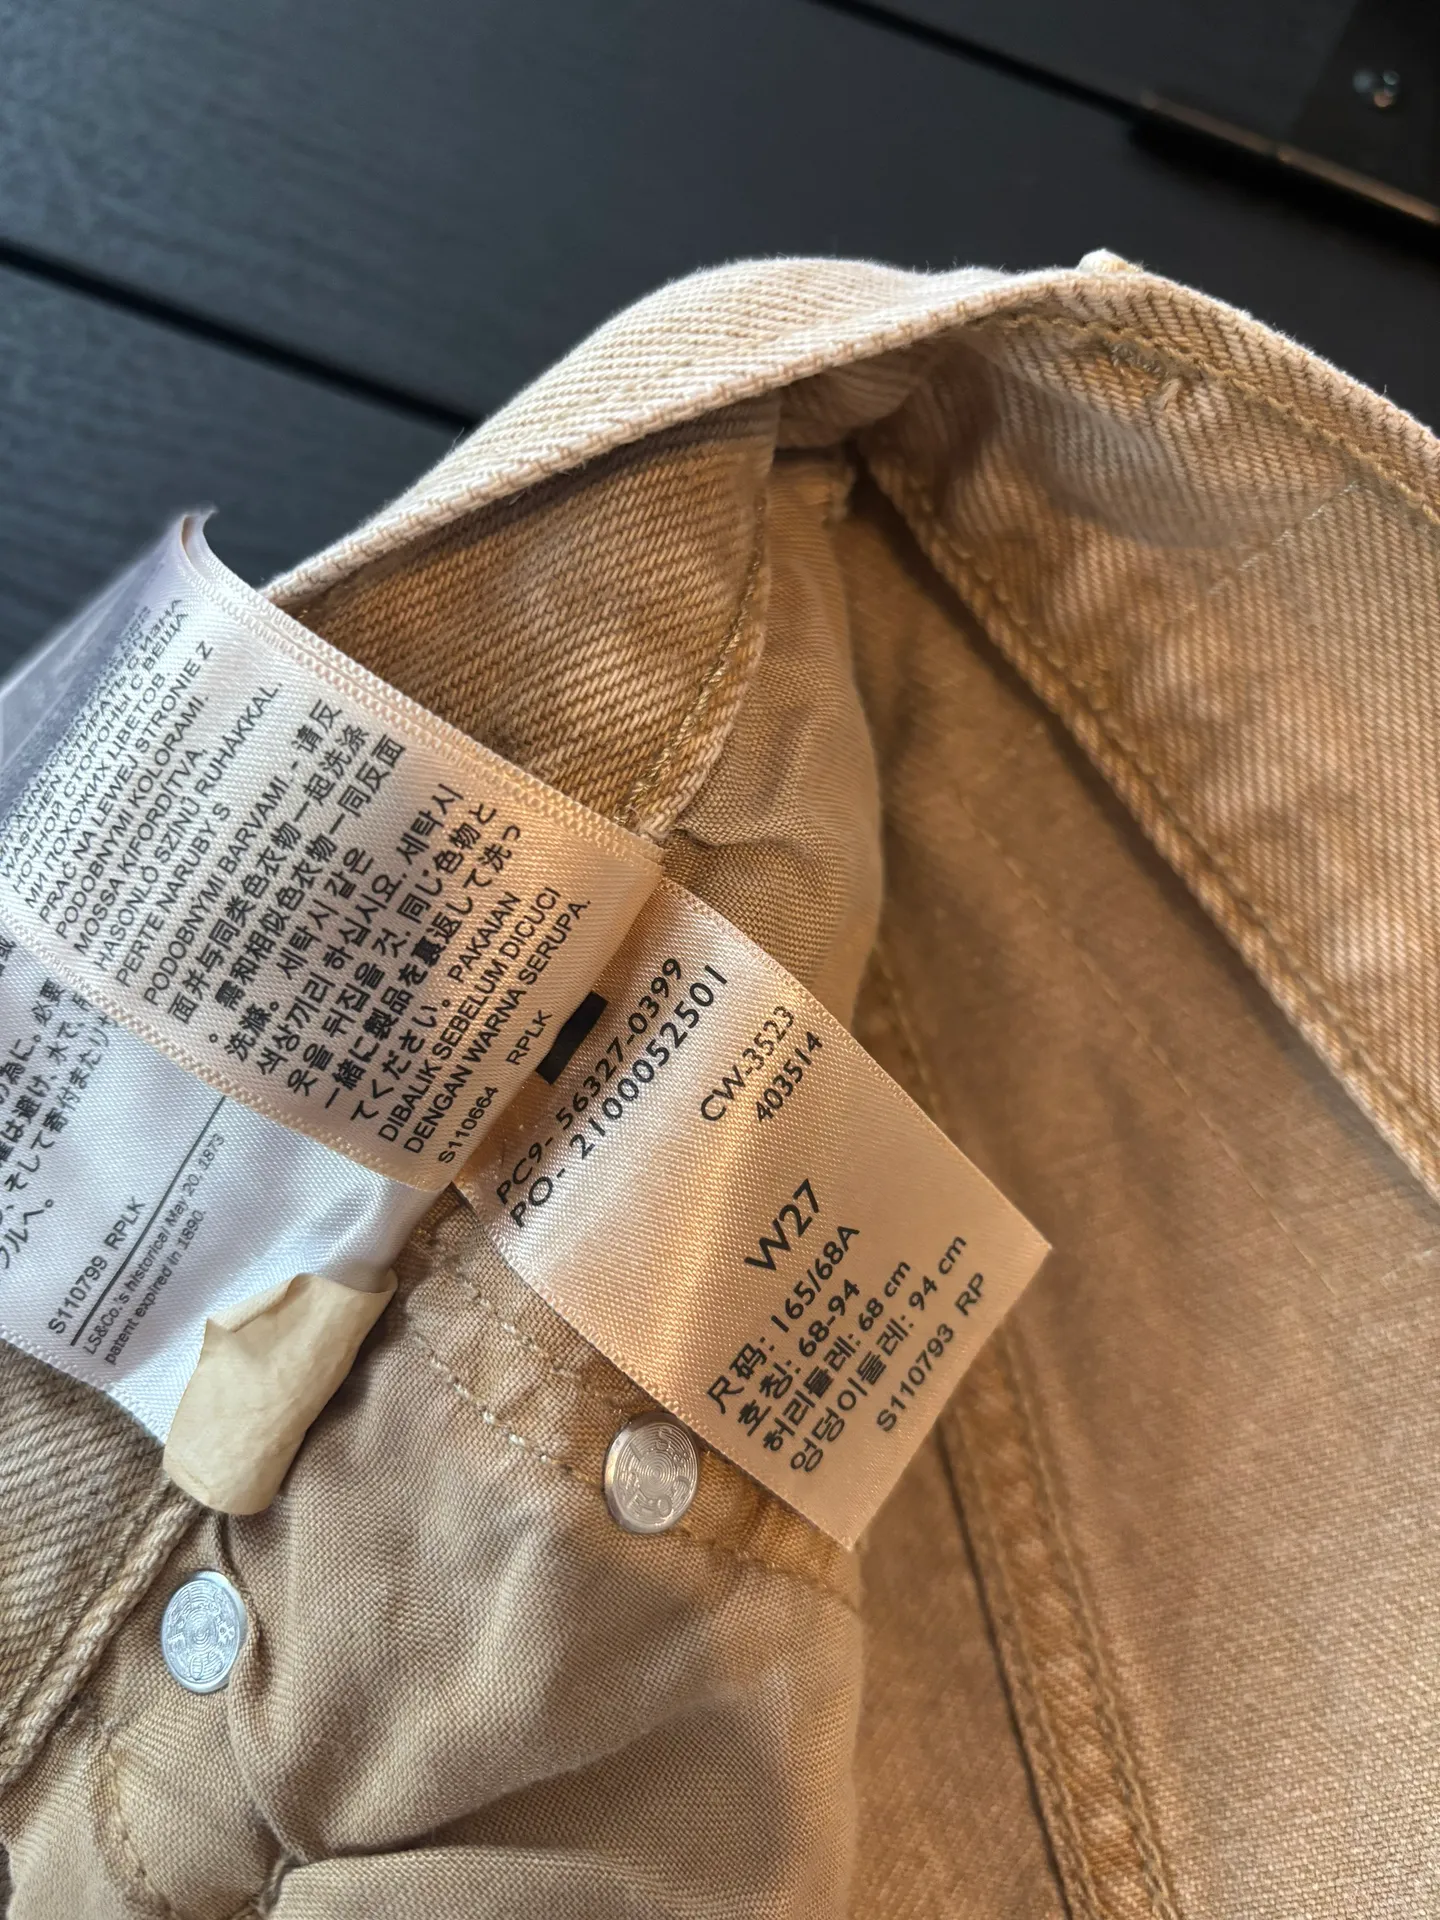 WASCHEN. СТИРАТЬ С ИЗНА
НОЧНОЙ СТОРОНЫ С ВЕЩА
МИ ПОХОЖИХ ЦВЕТОВ -
PRAĆ NA LEWEJ STRONIE Z
PODOBNYMI KOLORAMI.
MOSSA KIFORDÍTVA,
HASONLÓ SZÍNŰ RUHÁKKAL.
PERTE NARUBY S
PODOBNYMI BARVAMI. - 请反
面并与同类色衣物一起洗涤
。需和相似色衣物一同反面
洗滌。세탁시 같은
색상끼리 하십시요. 세탁시
옷을 뒤집을 것. 同じ色物と
一緒に製品を裏返して洗っ
てください。PAKAIAN
DIBALIK SEBELUM DICUCI
DENGAN WARNA SERUPA.
S110664 RPLK
S110799 RPLK
LS&Co.'s historical May 20, 1873
patent expired in 1890.
PC9- 56327-0399
PO- 2100052501
CW-3523
403514
W27
尺码: 165/68A
호칭: 68-94
허리둘레: 68 cm
엉덩이둘레: 94 cm
S110793 RP